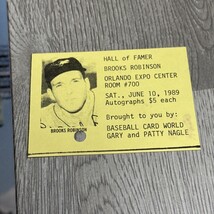 HALL of FAMER
BROOKS ROBINSON
ORLANDO EXPO CENTER
ROOM #700
SAT., JUNE 10, 1989
Autographs $5 each
Brought to you by:
BASEBALL CARD WORLD
GARY and PATTY NAGLE
BROOKS ROBINSON